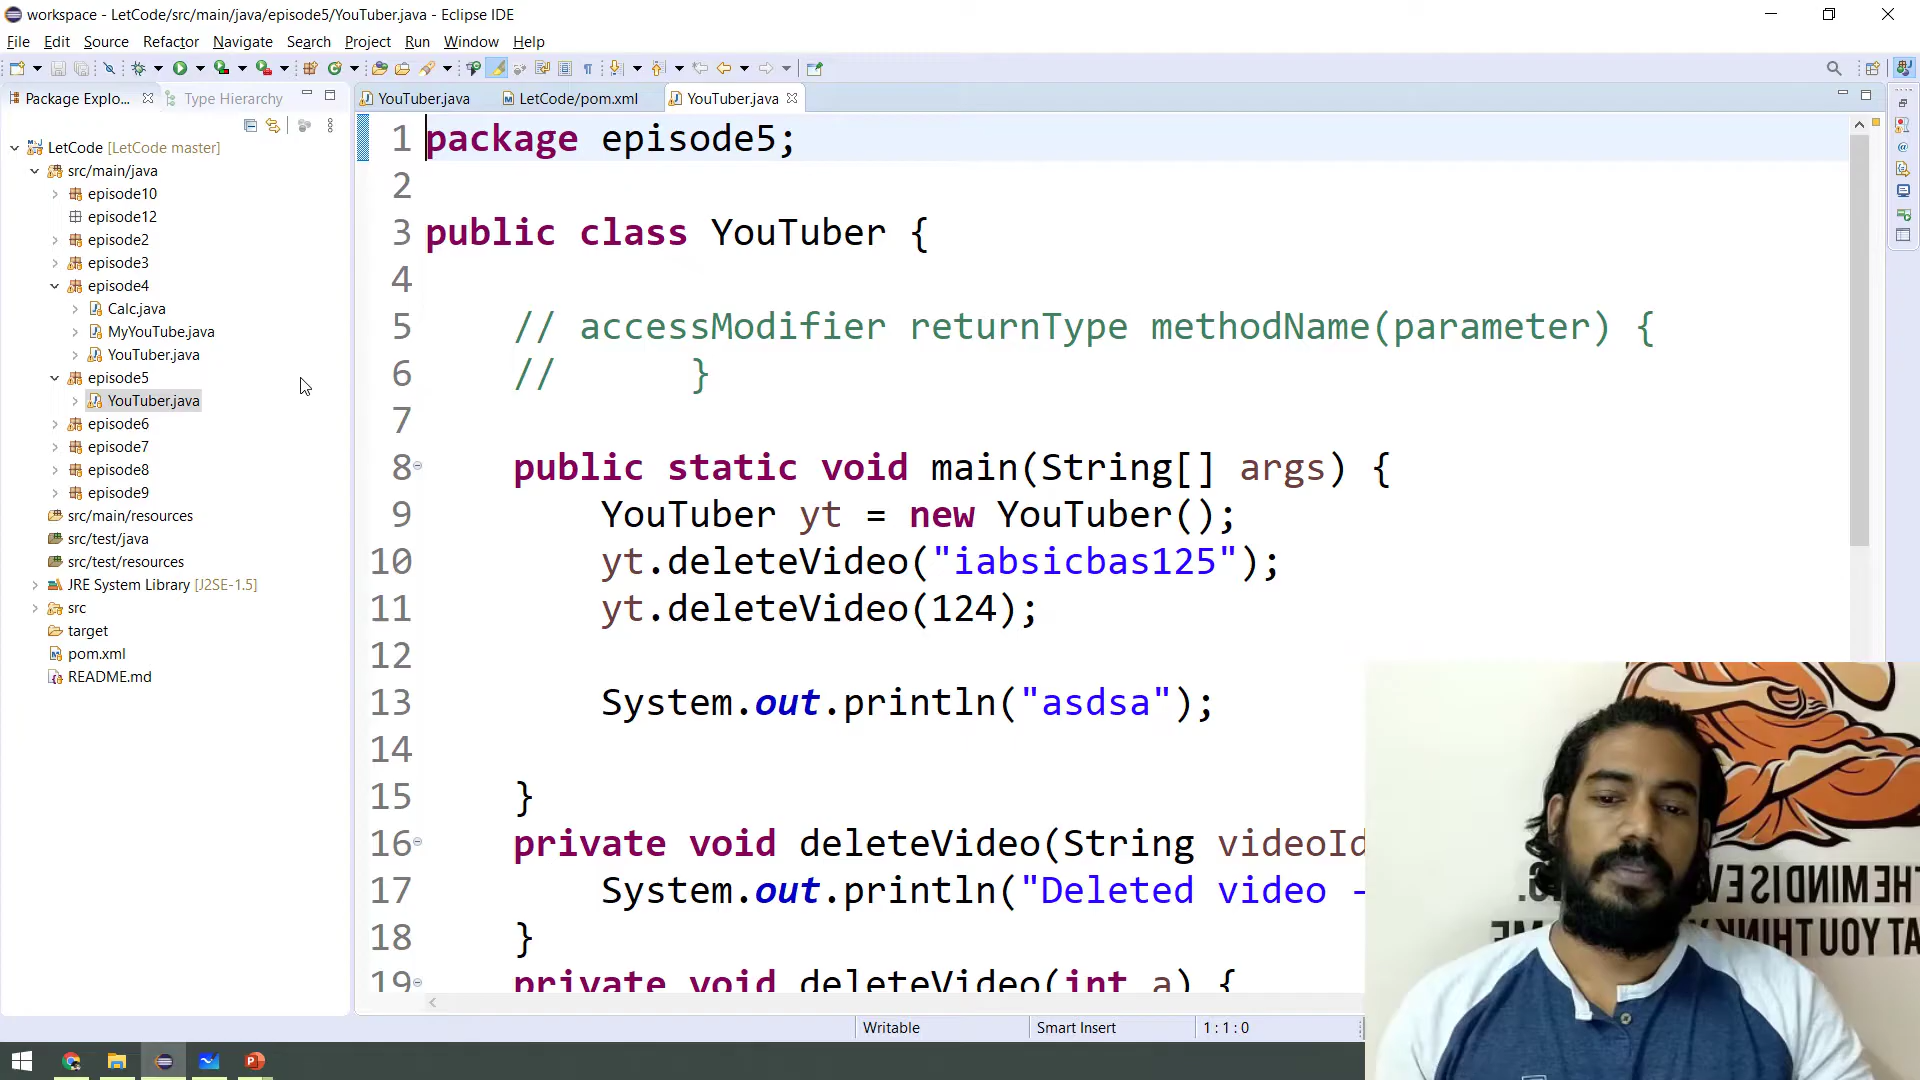 workspace - LetCode/src/main/java/episode5/YouTuber.java - Eclipse IDE
File Edit Source Refactor Navigate Search Project Run Window Help
Package Explo...
Type Hierarchy
YouTuber.java
LetCode/pom.xml
YouTuber.java
LetCode [LetCode master]
src/main/java
episode10
episode12
episode2
episode3
episode4
Calc.java
MyYouTube.java
YouTuber.java
episode5
YouTuber.java
episode6
episode7
episode8
episode9
src/main/resources
src/test/java
src/test/resources
JRE System Library [J2SE-1.5]
src
target
pom.xml
README.md
1 package episode5;
2
3 public class YouTuber {
4
5 // accessModifier returnType methodName(parameter) {
6 // }
7
8 public static void main(String[] args) {
9 YouTuber yt = new YouTuber();
10 yt.deleteVideo("iabsicbas125");
11 yt.deleteVideo(124);
12
13 System.out.println("asdsa");
14
15 }
16 private void deleteVideo(String videoId
17 System.out.println("Deleted video -
18 }
19 private void deleteVideo(int a) {
Writable
Smart Insert
1 : 1 : 0